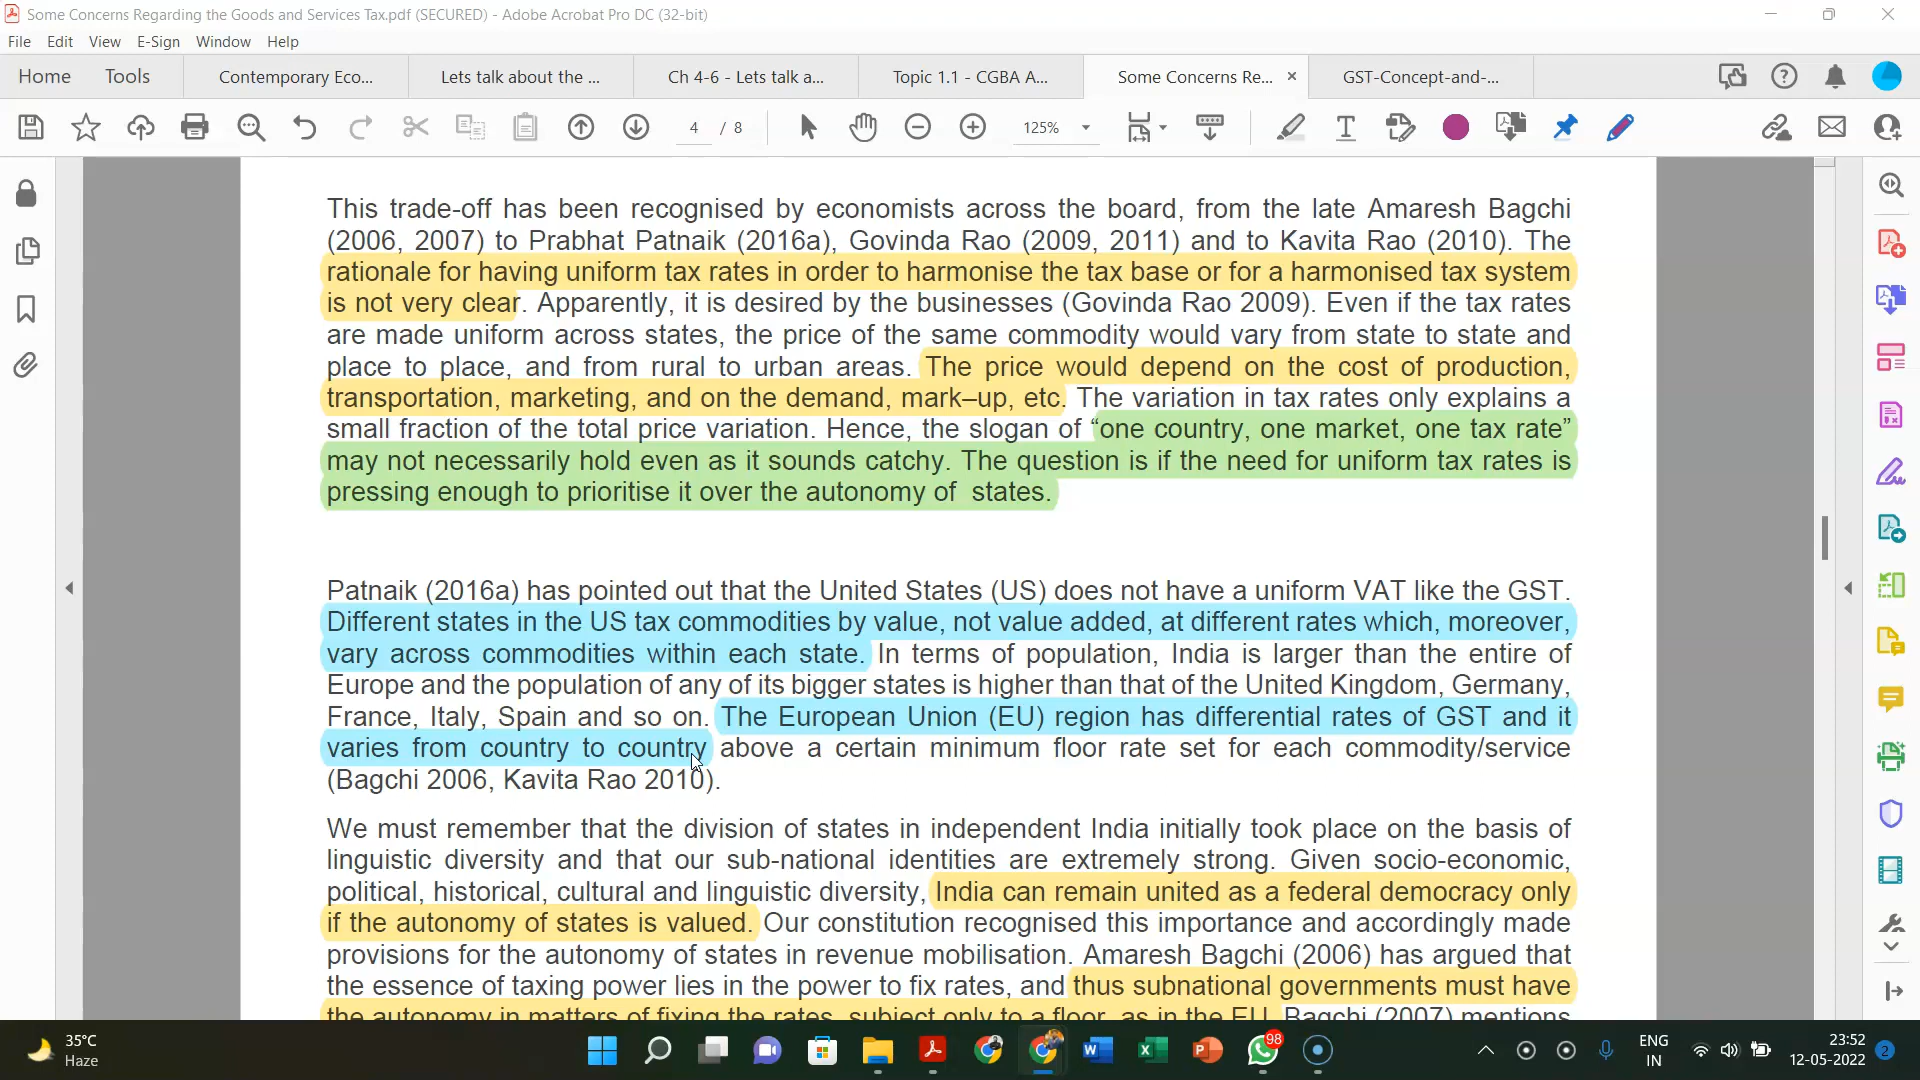 Some Concerns Regarding the Goods and Services Tax.pdf (SECURED) - Adobe Acrobat Pro DC (32-bit)
File Edit View E-Sign Window Help
Home Tools Contemporary Eco... Lets talk about the ... Ch 4-6 - Lets talk a... Topic 1.1 - CGBA A... Some Concerns Re... × GST-Concept-and-...
4 / 8 125%
This trade-off has been recognised by economists across the board, from the late Amaresh Bagchi
(2006, 2007) to Prabhat Patnaik (2016a), Govinda Rao (2009, 2011) and to Kavita Rao (2010). The
rationale for having uniform tax rates in order to harmonise the tax base or for a harmonised tax system
is not very clear. Apparently, it is desired by the businesses (Govinda Rao 2009). Even if the tax rates
are made uniform across states, the price of the same commodity would vary from state to state and
place to place, and from rural to urban areas. The price would depend on the cost of production,
transportation, marketing, and on the demand, mark–up, etc. The variation in tax rates only explains a
small fraction of the total price variation. Hence, the slogan of “one country, one market, one tax rate”
may not necessarily hold even as it sounds catchy. The question is if the need for uniform tax rates is
pressing enough to prioritise it over the autonomy of states.
Patnaik (2016a) has pointed out that the United States (US) does not have a uniform VAT like the GST.
Different states in the US tax commodities by value, not value added, at different rates which, moreover,
vary across commodities within each state. In terms of population, India is larger than the entire of
Europe and the population of any of its bigger states is higher than that of the United Kingdom, Germany,
France, Italy, Spain and so on. The European Union (EU) region has differential rates of GST and it
varies from country to country above a certain minimum floor rate set for each commodity/service
(Bagchi 2006, Kavita Rao 2010).
We must remember that the division of states in independent India initially took place on the basis of
linguistic diversity and that our sub-national identities are extremely strong. Given socio-economic,
political, historical, cultural and linguistic diversity, India can remain united as a federal democracy only
if the autonomy of states is valued. Our constitution recognised this importance and accordingly made
provisions for the autonomy of states in revenue mobilisation. Amaresh Bagchi (2006) has argued that
the essence of taxing power lies in the power to fix rates, and thus subnational governments must have
the autonomy in matters of fixing the rates, subject only to a floor, as in the EU. Bagchi (2007) mentions
35°C
Haze
98
ENG
IN
23:52
12-05-2022
2